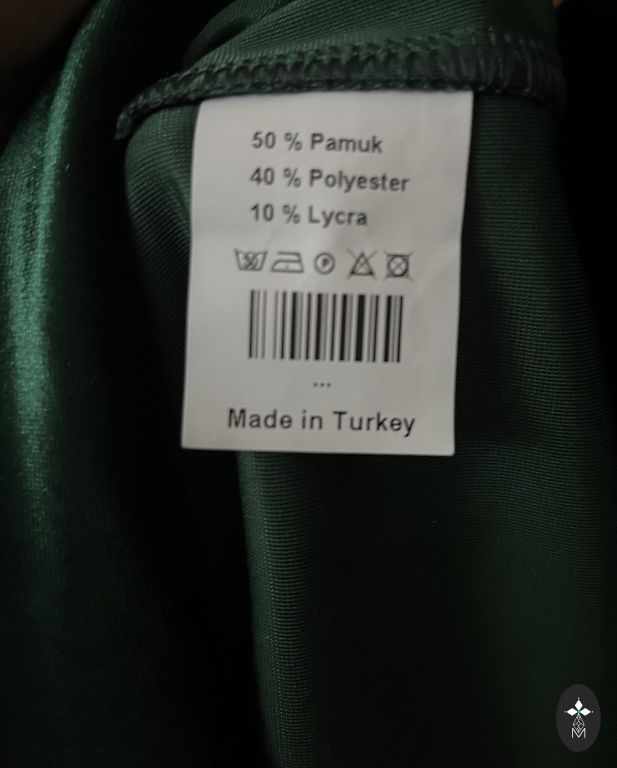 50 % Pamuk
40 % Polyester
10 % Lycra
...
Made in Turkey